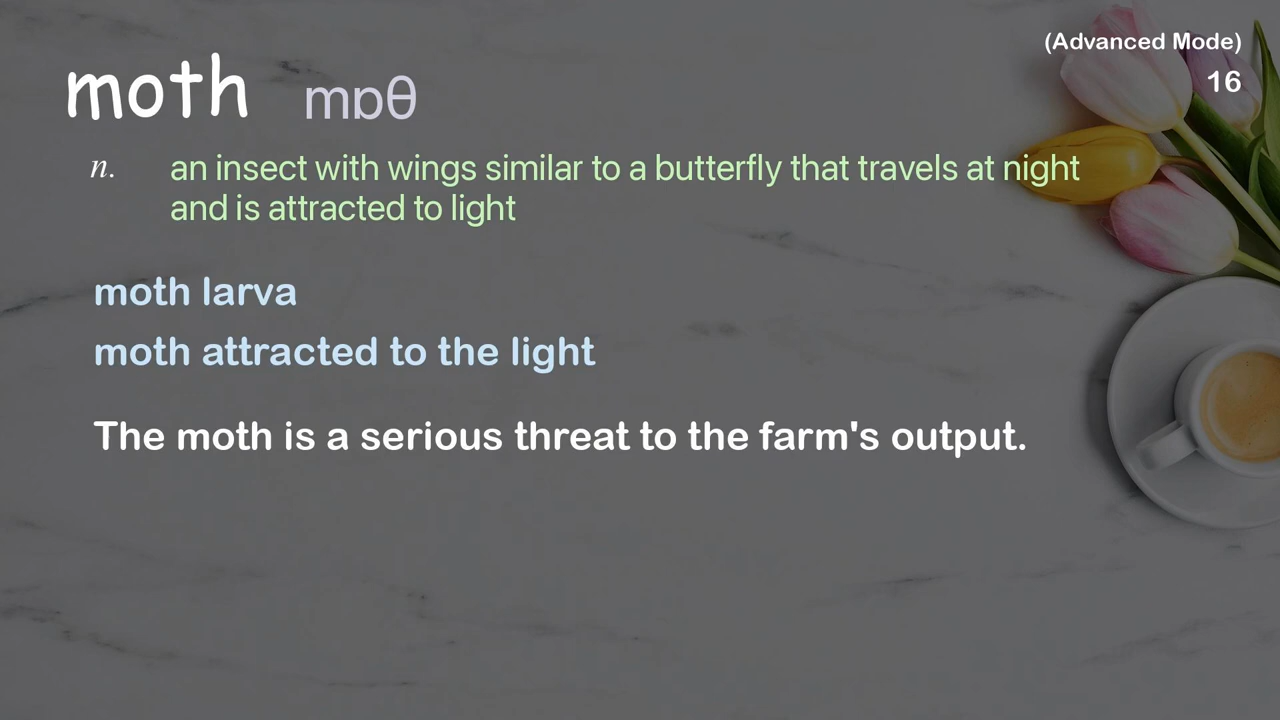 (Advanced Mode)
16
moth mɒθ
n. an insect with wings similar to a butterfly that travels at night
and is attracted to light
moth larva
moth attracted to the light
The moth is a serious threat to the farm's output.